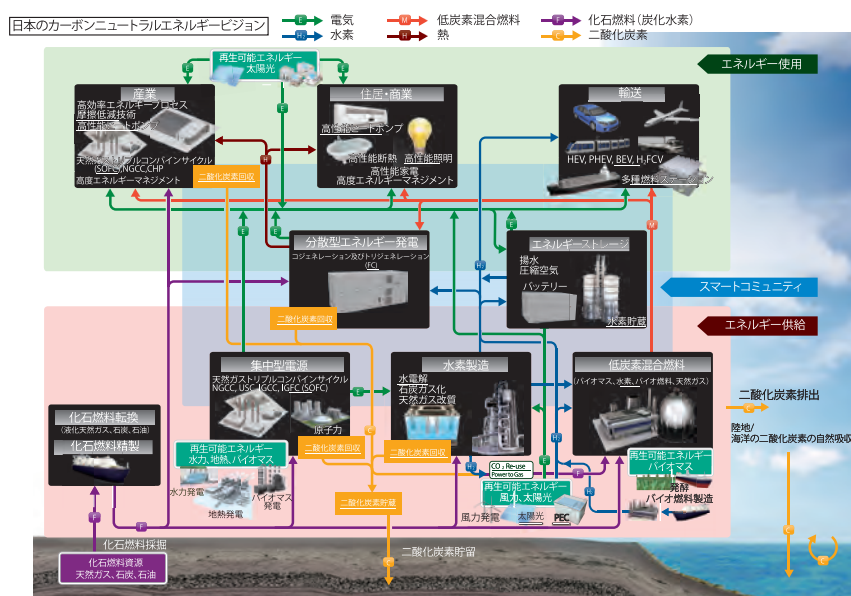 日本のカーボンニュートラルエネルギービジョン
E 電気
H₂ 水素
M 低炭素混合燃料
H 熱
F 化石燃料（炭化水素）
C 二酸化炭素
再生可能エネルギー
太陽光
エネルギー使用
産業
高効率エネルギープロセス
摩擦低減技術
高性能ヒートポンプ
天然ガストリプルコンバインサイクル
(SOFC),NGCC,CHP
高度エネルギーマネジメント
二酸化炭素回収
住居・商業
高性能ヒートポンプ
高性能断熱
高性能照明
高性能家電
高度エネルギーマネジメント
輸送
HEV, PHEV, BEV, H₂FCV
多種燃料ステーション
分散型エネルギー発電
コジェネレーション及びトリジェネレーション
(FC)
二酸化炭素回収
エネルギーストレージ
揚水
圧縮空気
バッテリー
水素貯蔵
スマートコミュニティ
エネルギー供給
集中型電源
天然ガストリプルコンバインサイクル
NGCC, USC, IGCC, IGFC (SOFC)
原子力
二酸化炭素回収
水素製造
水電解
石炭ガス化
天然ガス改質
二酸化炭素回収
低炭素混合燃料
(バイオマス、水素、バイオ燃料、天然ガス)
二酸化炭素排出
陸地/
海洋の二酸化炭素の自然吸収
化石燃料転換
(液化天然ガス、石炭、石油)
化石燃料精製
再生可能エネルギー
水力、地熱、バイオマス
水力発電
地熱発電
バイオマス
発電
CO₂ Re-use
Power to Gas
再生可能エネルギー
風力、太陽光
風力発電
太陽光
PEC
再生可能エネルギー
バイオマス
発酵
バイオ燃料製造
二酸化炭素貯蔵
化石燃料採掘
化石燃料資源
天然ガス、石炭、石油
二酸化炭素貯留